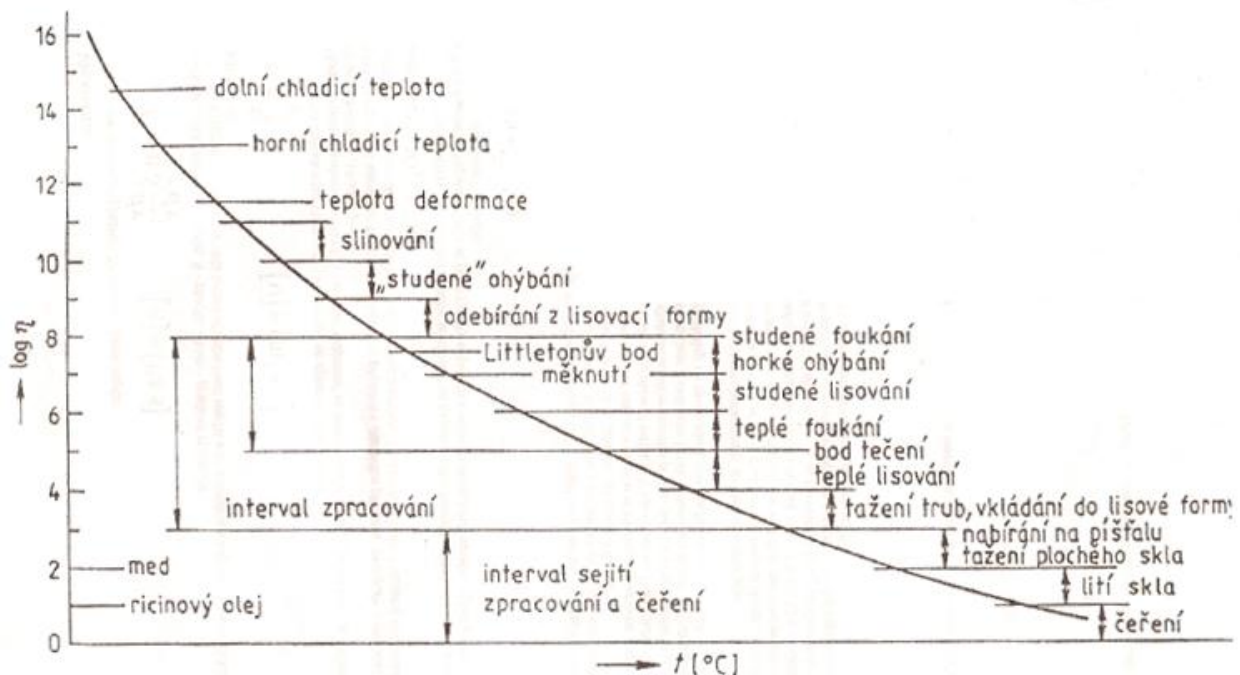 16
14
12
10
8
6
4
2
0
log η
dolní chladicí teplota
horní chladicí teplota
teplota deformace
slinování
„studené" ohýbání
odebírání z lisovací formy
studené foukání
Littletonův bod
horké ohýbání
měknutí
studené lisování
teplé foukání
bod tečení
teplé lisování
interval zpracování
tažení trub, vkládání do lisové formy
nabírání na píšťalu
tažení plochého skla
med
interval sejití
zpracování a čeření
lití skla
ricinový olej
čeření
t [°C]